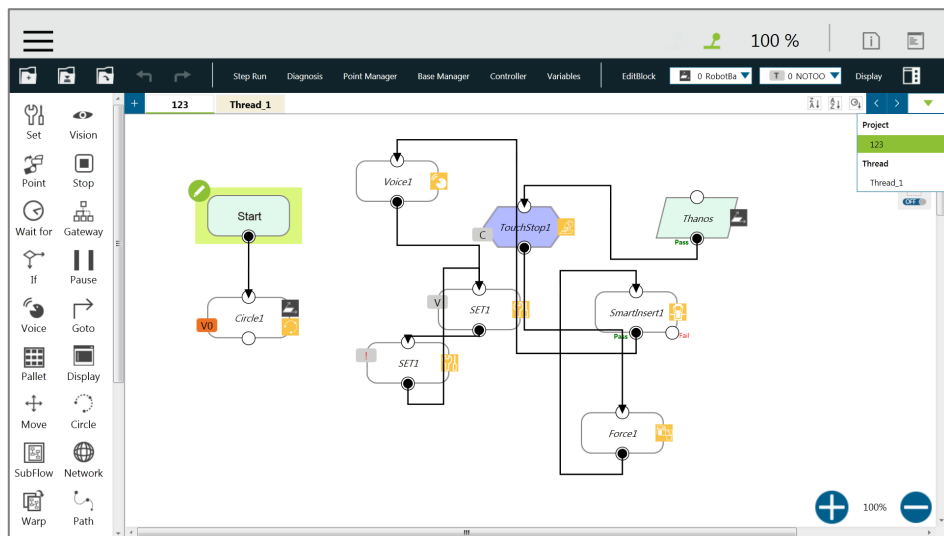 100 %
i
Step Run Diagnosis Point Manager Base Manager Controller Variables EditBlock 0 RobotBa T 0 NOTOO Display
+ 123 Thread_1
Project
123
Thread
Thread_1
OFF
Set Vision
Point Stop
Wait for Gateway
If Pause
Voice Goto
Pallet Display
Move Circle
SubFlow Network
Warp Path
Start
V0 Circle1
Voice1
C TouchStop1
Thanos
Pass
V SET1
! SET1
SmartInsert1
Pass Fail
Force1
100%